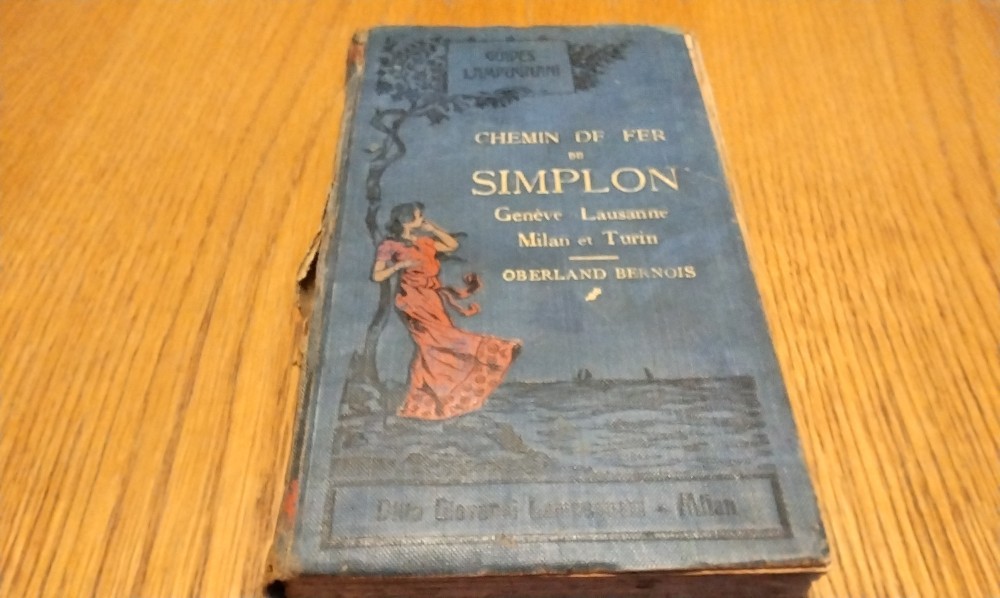 GUIDES
LAMPUGNANI
CHEMIN DE FER
DU
SIMPLON
Genève Lausanne
Milan et Turin
OBERLAND BERNOIS
Ditta Giovanni Lampugnani - Milan